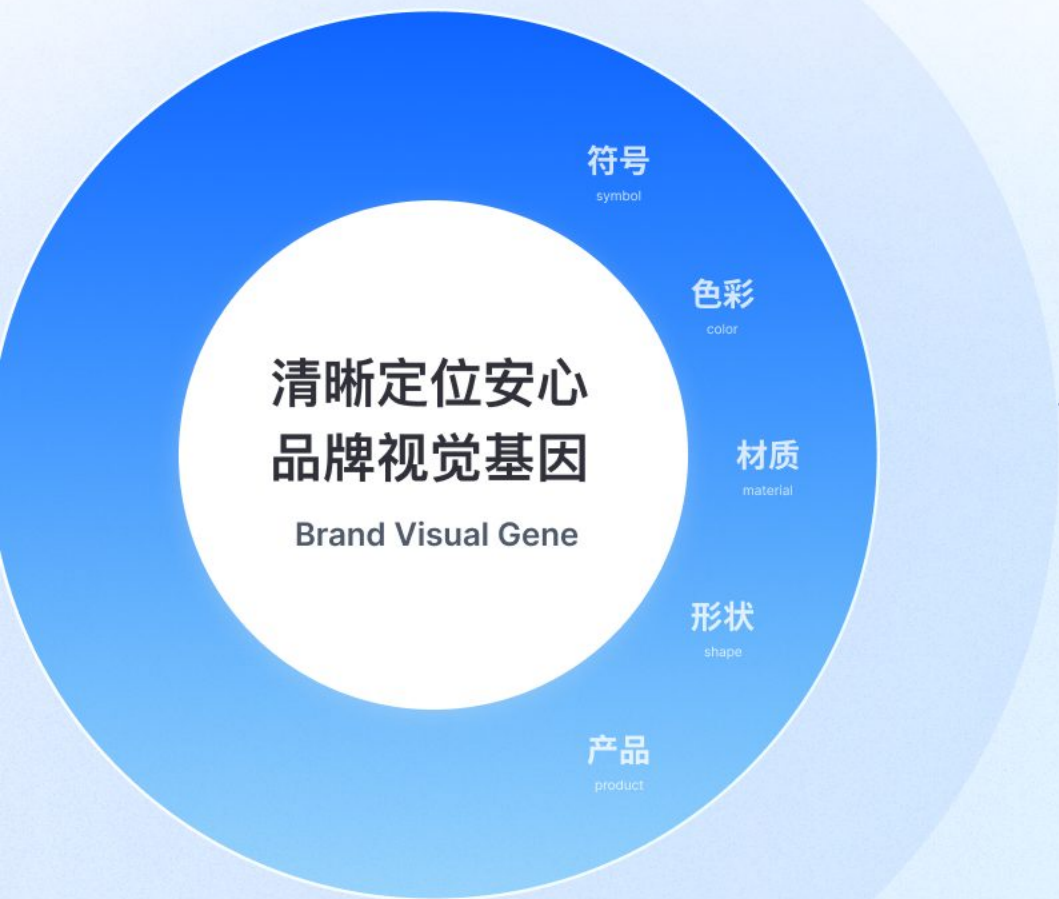 符号
symbol
色彩
color
清晰定位安心
品牌视觉基因
Brand Visual Gene
材质
material
形状
shape
产品
product